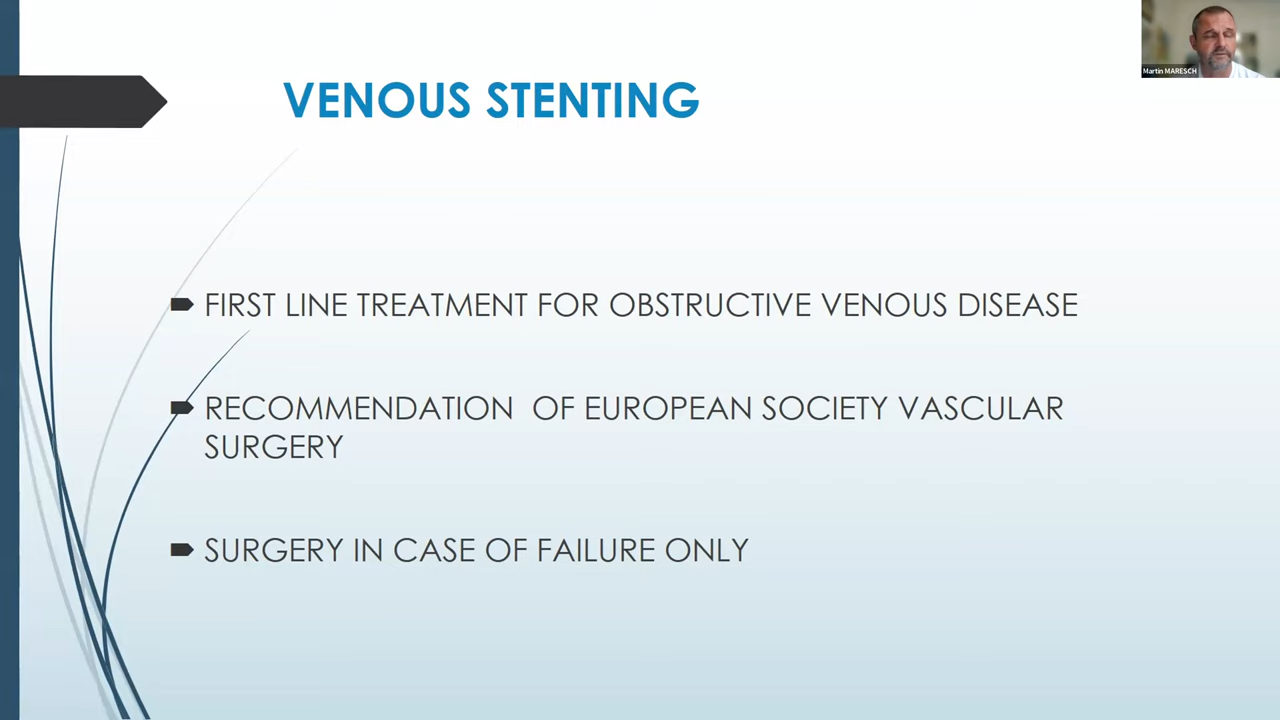 Martin MARESCH
VENOUS STENTING
FIRST LINE TREATMENT FOR OBSTRUCTIVE VENOUS DISEASE
RECOMMENDATION OF EUROPEAN SOCIETY VASCULAR
SURGERY
SURGERY IN CASE OF FAILURE ONLY